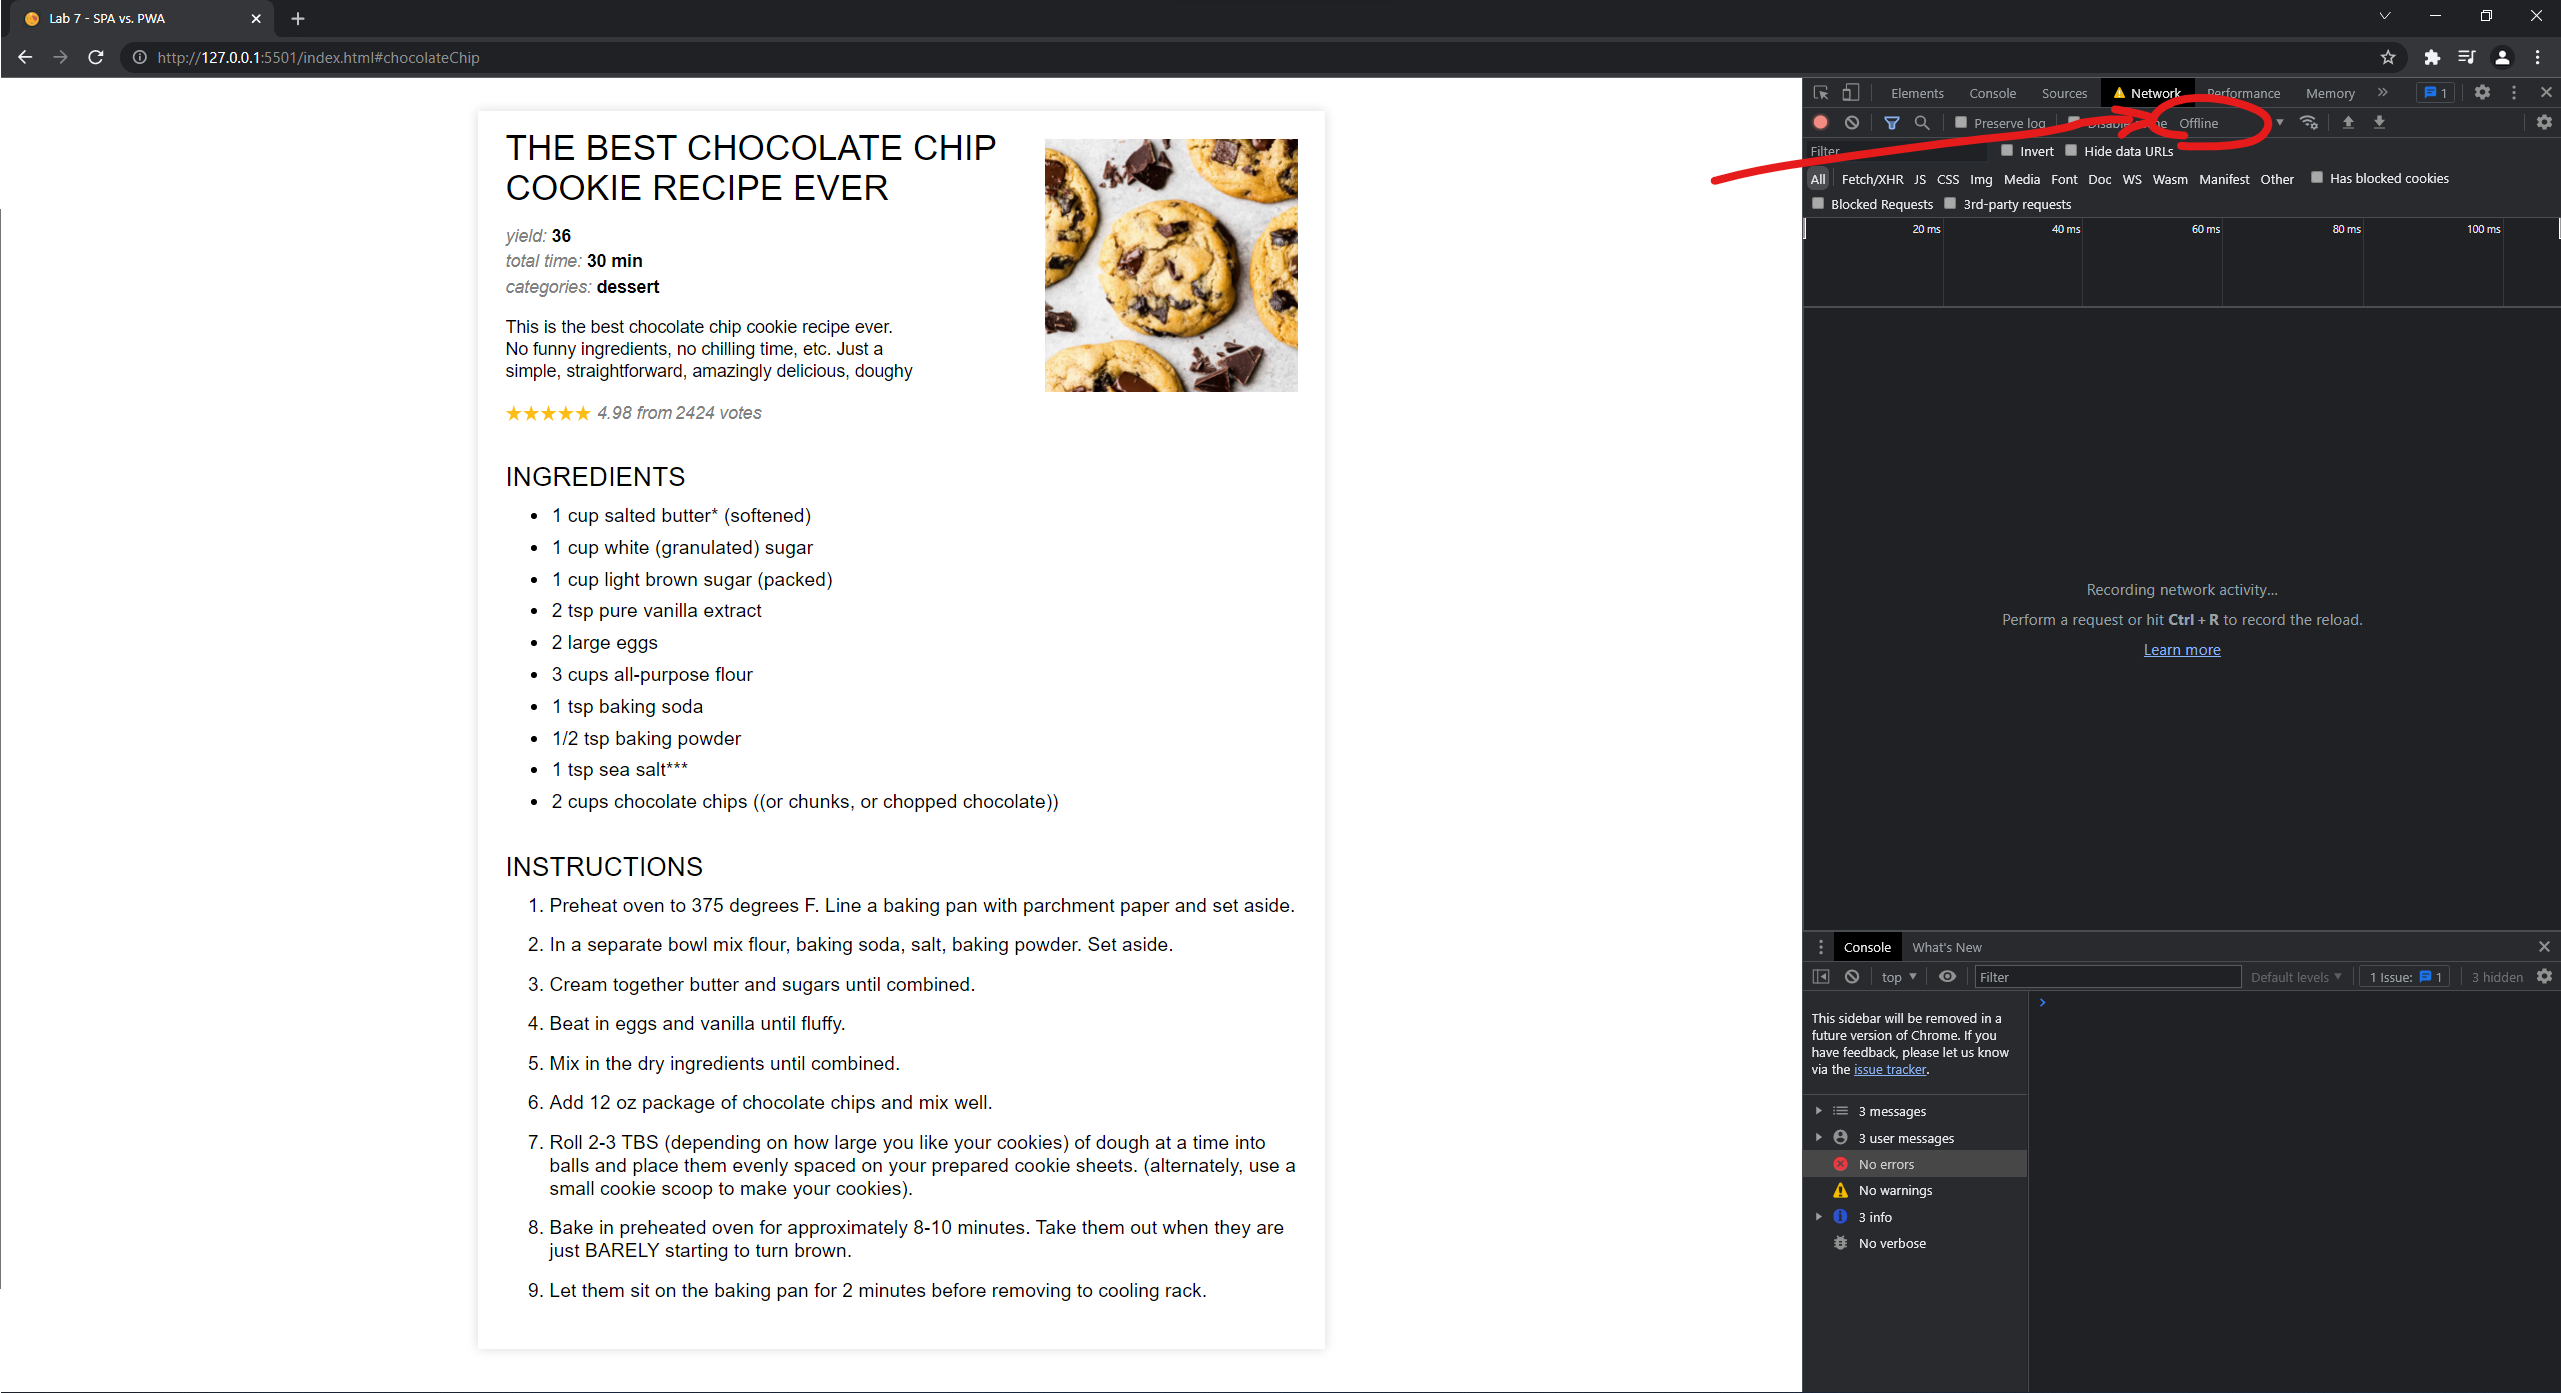 Lab 7 - SPA vs. PWA
http://127.0.0.1:5501/index.html#chocolateChip
THE BEST CHOCOLATE CHIP
COOKIE RECIPE EVER
yield: 36
total time: 30 min
categories: dessert
This is the best chocolate chip cookie recipe ever.
No funny ingredients, no chilling time, etc. Just a
simple, straightforward, amazingly delicious, doughy
★★★★★ 4.98 from 2424 votes
INGREDIENTS
• 1 cup salted butter* (softened)
• 1 cup white (granulated) sugar
• 1 cup light brown sugar (packed)
• 2 tsp pure vanilla extract
• 2 large eggs
• 3 cups all-purpose flour
• 1 tsp baking soda
• 1/2 tsp baking powder
• 1 tsp sea salt***
• 2 cups chocolate chips ((or chunks, or chopped chocolate))
INSTRUCTIONS
1. Preheat oven to 375 degrees F. Line a baking pan with parchment paper and set aside.
2. In a separate bowl mix flour, baking soda, salt, baking powder. Set aside.
3. Cream together butter and sugars until combined.
4. Beat in eggs and vanilla until fluffy.
5. Mix in the dry ingredients until combined.
6. Add 12 oz package of chocolate chips and mix well.
7. Roll 2-3 TBS (depending on how large you like your cookies) of dough at a time into
balls and place them evenly spaced on your prepared cookie sheets. (alternately, use a
small cookie scoop to make your cookies).
8. Bake in preheated oven for approximately 8-10 minutes. Take them out when they are
just BARELY starting to turn brown.
9. Let them sit on the baking pan for 2 minutes before removing to cooling rack.
Elements Console Sources Network Performance Memory 1
Preserve log Offline
Filter Invert Hide data URLs
All Fetch/XHR JS CSS Img Media Font Doc WS Wasm Manifest Other Has blocked cookies
Blocked Requests 3rd-party requests
20 ms 40 ms 60 ms 80 ms 100 ms
Recording network activity...
Perform a request or hit Ctrl + R to record the reload.
Learn more
Console What's New
top Filter Default levels 1 Issue: 1 3 hidden
This sidebar will be removed in a
future version of Chrome. If you
have feedback, please let us know
via the issue tracker.
3 messages
3 user messages
No errors
No warnings
3 info
No verbose